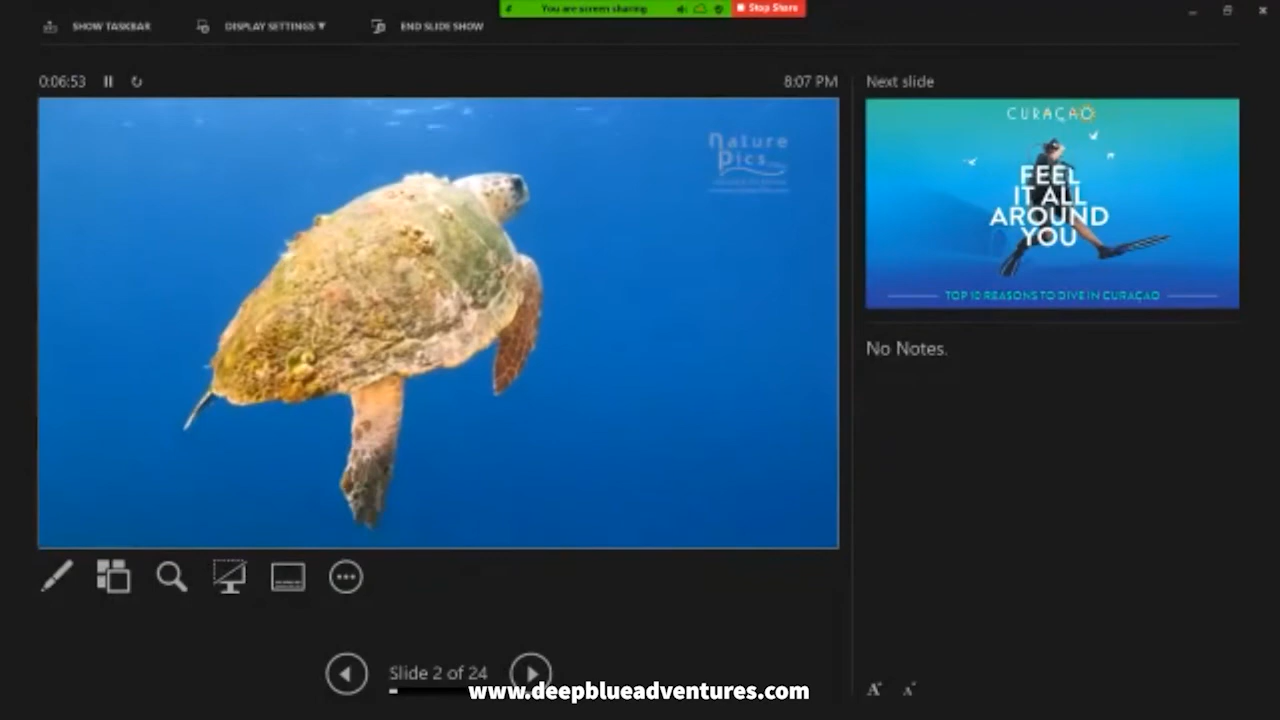 You are screen sharing
Stop Share
SHOW TASKBAR
DISPLAY SETTINGS ▼
END SLIDE SHOW
0:06:53
8:07 PM
Next slide
nature
Pics
CURAÇAO
FEEL
IT ALL
AROUND
YOU
TOP 10 REASONS TO DIVE IN CURAÇAO
No Notes.
Slide 2 of 24
www.deepblueadventures.com
A
A